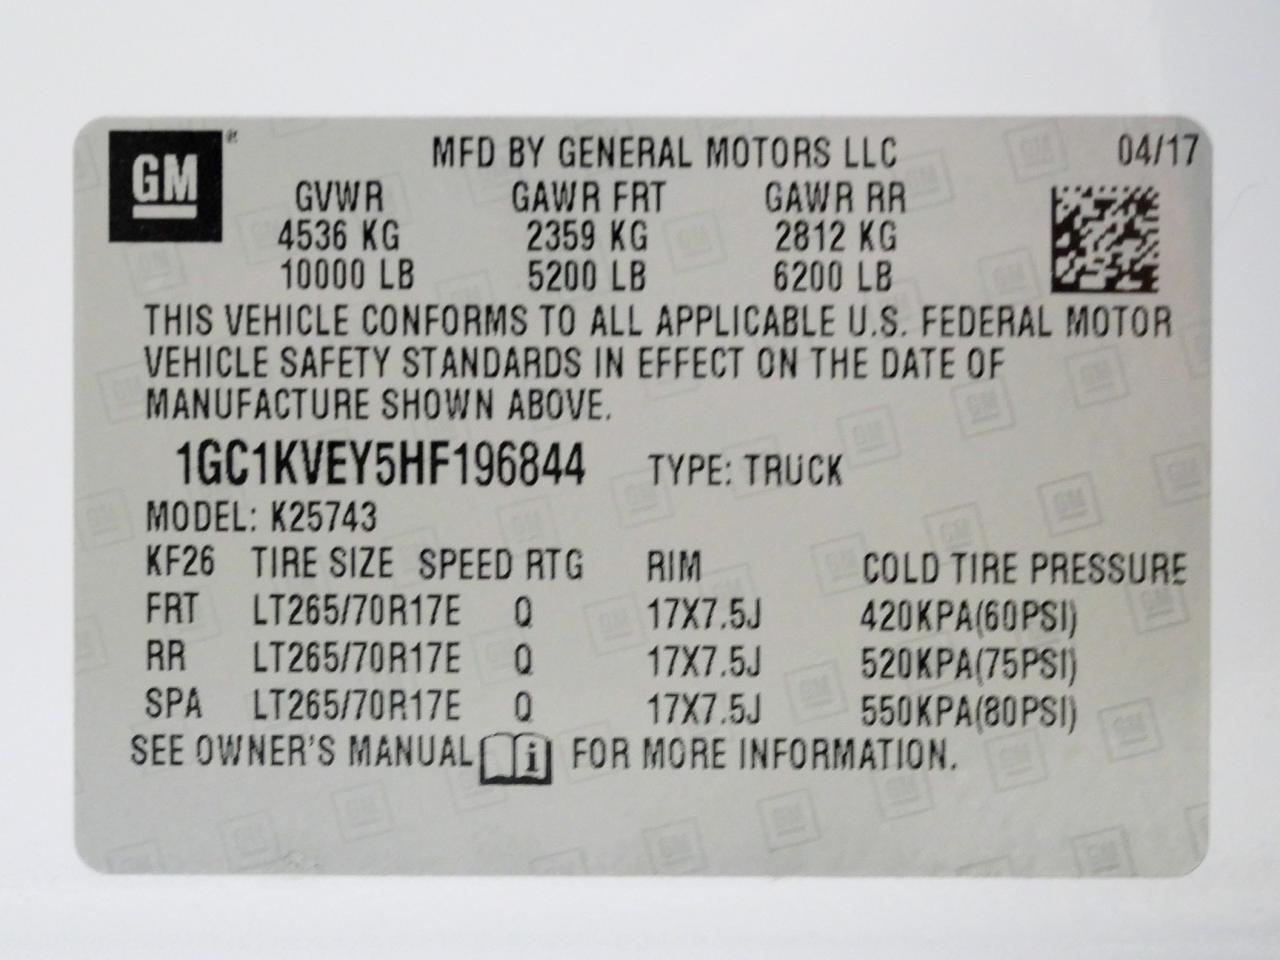 GM ®
MFD BY GENERAL MOTORS LLC 04/17
GVWR GAWR FRT GAWR RR
4536 KG 2359 KG 2812 KG
10000 LB 5200 LB 6200 LB
THIS VEHICLE CONFORMS TO ALL APPLICABLE U.S. FEDERAL MOTOR
VEHICLE SAFETY STANDARDS IN EFFECT ON THE DATE OF
MANUFACTURE SHOWN ABOVE.
1GC1KVEY5HF196844 TYPE: TRUCK
MODEL: K25743
KF26 TIRE SIZE SPEED RTG RIM COLD TIRE PRESSURE
FRT LT265/70R17E Q 17X7.5J 420KPA(60PSI)
RR LT265/70R17E Q 17X7.5J 520KPA(75PSI)
SPA LT265/70R17E Q 17X7.5J 550KPA(80PSI)
SEE OWNER'S MANUAL i FOR MORE INFORMATION.